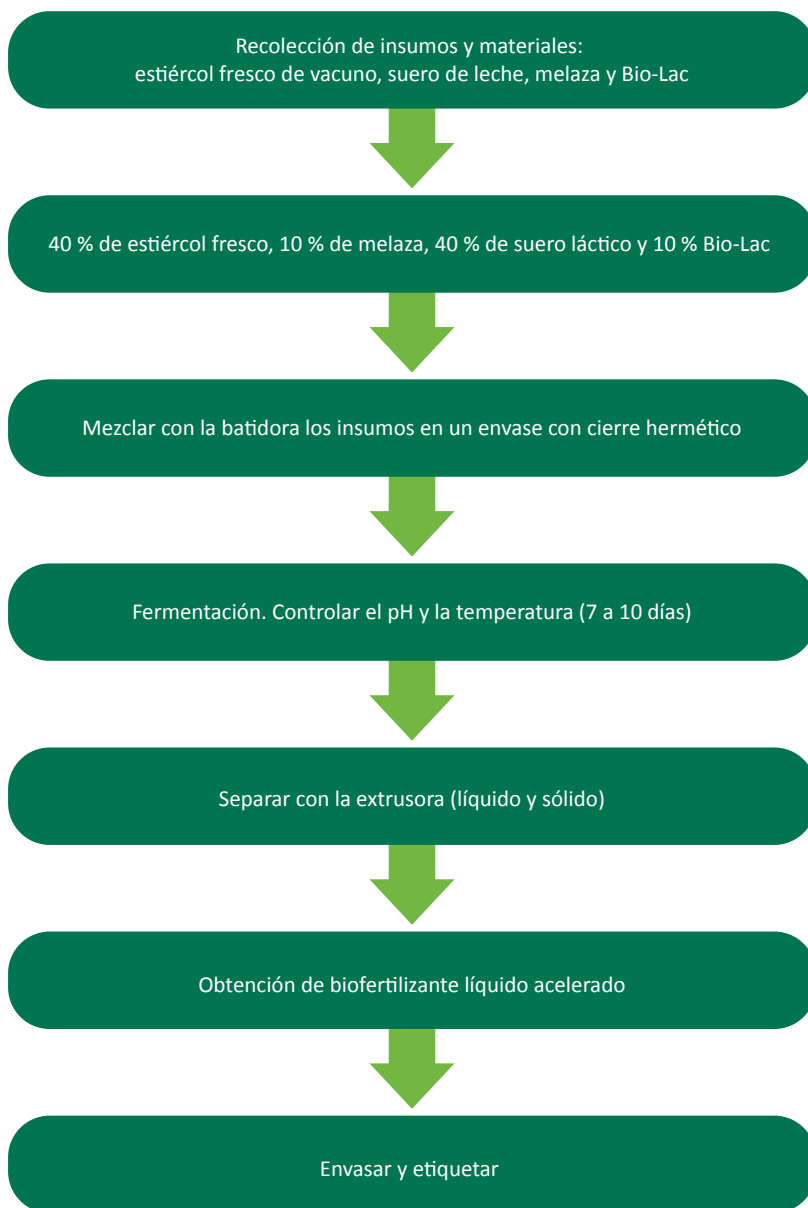 Recolección de insumos y materiales:
estiércol fresco de vacuno, suero de leche, melaza y Bio-Lac
40 % de estiércol fresco, 10 % de melaza, 40 % de suero láctico y 10 % Bio-Lac
Mezclar con la batidora los insumos en un envase con cierre hermético
Fermentación. Controlar el pH y la temperatura (7 a 10 días)
Separar con la extrusora (líquido y sólido)
Obtención de biofertilizante líquido acelerado
Envasar y etiquetar